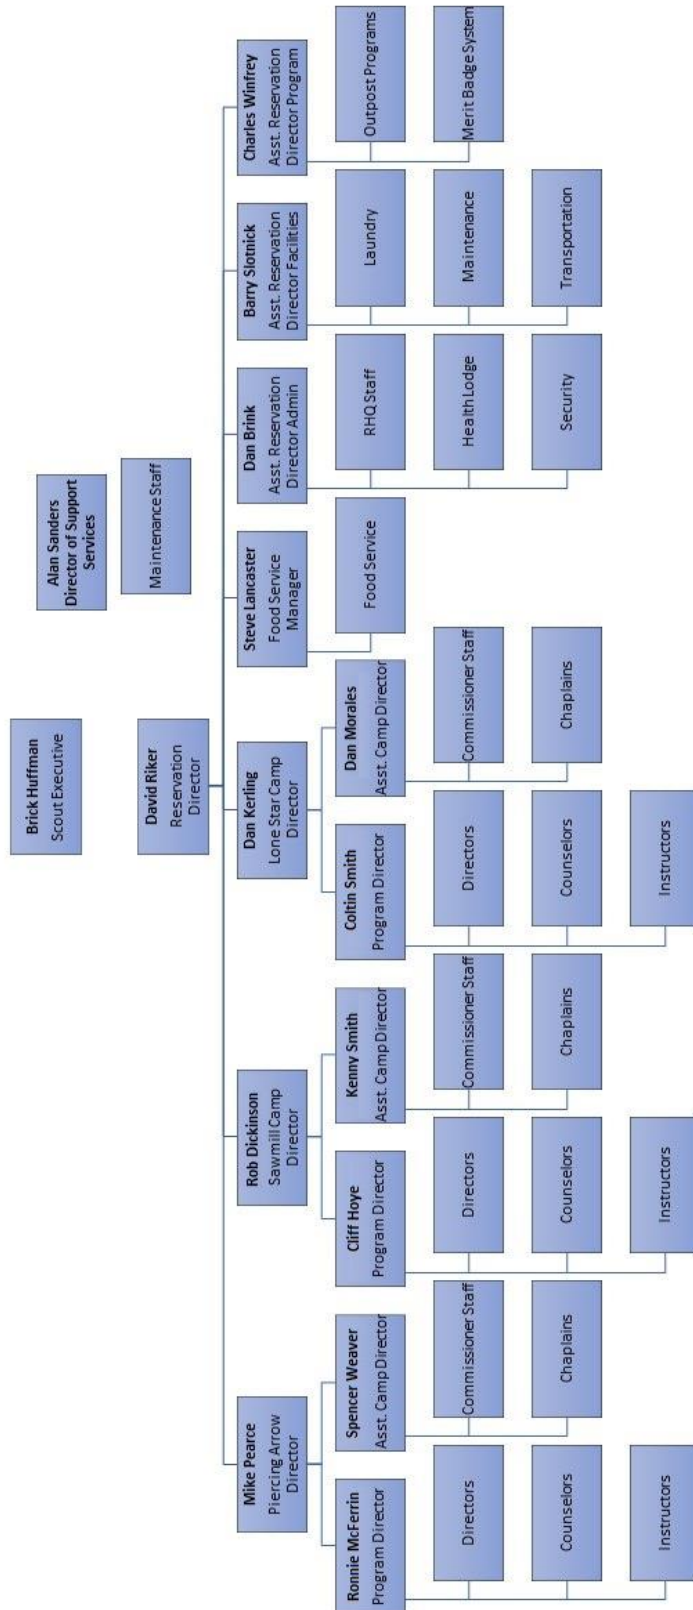 Brick Huffman
Scout Executive
Alan Sanders
Director of Support
Services
Maintenance Staff
David Riker
Reservation
Director
Mike Pearce
Piercing Arrow
Director
Rob Dickinson
Sawmill Camp
Director
Dan Kerling
Lone Star Camp
Director
Steve Lancaster
Food Service
Manager
Dan Brink
Asst. Reservation
Director Admin
Barry Slotnick
Asst. Reservation
Director Facilities
Charles Winfrey
Asst. Reservation
Director Program
Ronnie McFerrin
Program Director
Directors
Counselors
Instructors
Spencer Weaver
Asst. Camp Director
Commissioner Staff
Chaplains
Cliff Hoye
Program Director
Directors
Counselors
Instructors
Kenny Smith
Asst. Camp Director
Commissioner Staff
Chaplains
Coltin Smith
Program Director
Directors
Counselors
Instructors
Dan Morales
Asst. Camp Director
Commissioner Staff
Chaplains
Food Service
RHQ Staff
Health Lodge
Security
Laundry
Maintenance
Transportation
Outpost Programs
Merit Badge System